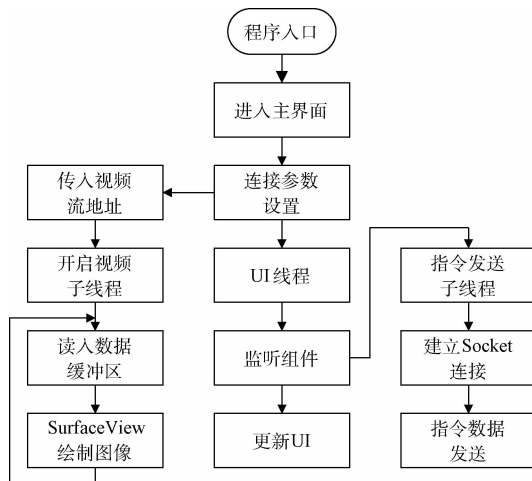 程序入口
进入主界面
传入视频
流地址
连接参数
设置
开启视频
子线程
UI线程
指令发送
子线程
读入数据
缓冲区
监听组件
建立Socket
连接
SurfaceView
绘制图像
更新UI
指令数据
发送